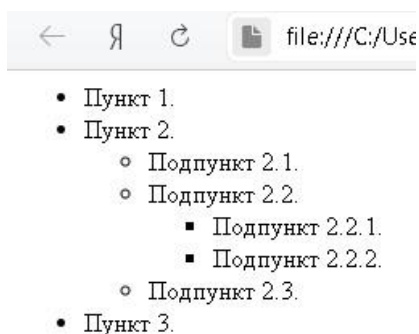 Я file:///C:/Use
Пункт 1.
Пункт 2.
Подпункт 2.1.
Подпункт 2.2.
Подпункт 2.2.1.
Подпункт 2.2.2.
Подпункт 2.3.
Пункт 3.